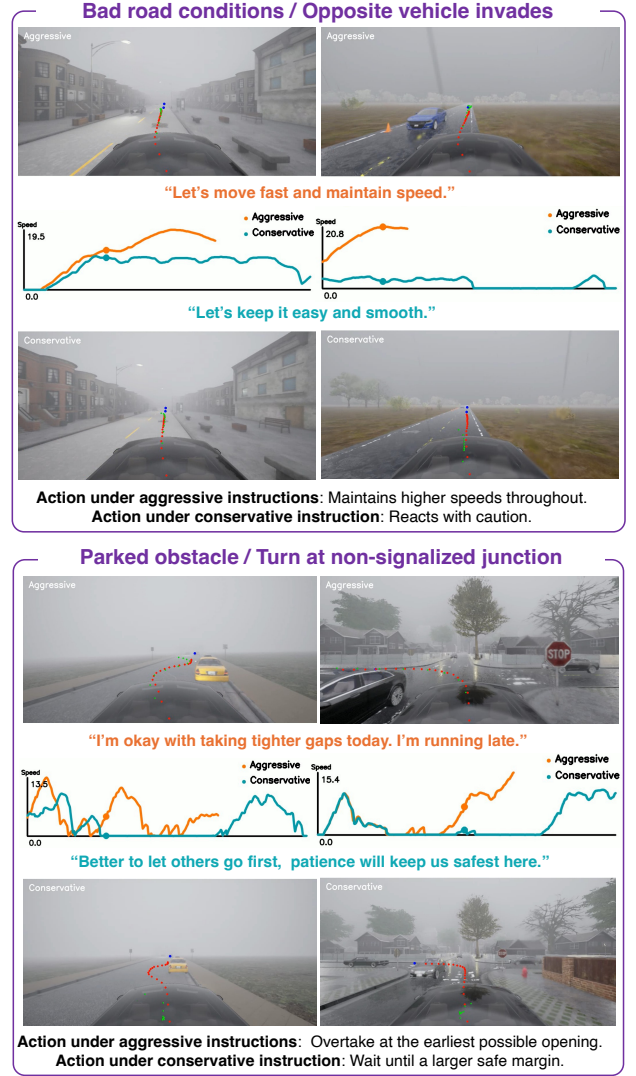 Bad road conditions / Opposite vehicle invades
Aggressive
Aggressive
“Let’s move fast and maintain speed.”
Speed
19.5
Aggressive
Conservative
0.0
Speed
20.8
Aggressive
Conservative
0.0
“Let’s keep it easy and smooth.”
Conservative
Conservative
Action under aggressive instructions: Maintains higher speeds throughout.
Action under conservative instruction: Reacts with caution.
Parked obstacle / Turn at non-signalized junction
Aggressive
Aggressive
STOP
“I’m okay with taking tighter gaps today. I’m running late.”
Speed
13.5
Aggressive
Conservative
0.0
Speed
15.4
Aggressive
Conservative
0.0
“Better to let others go first,  patience will keep us safest here.”
Conservative
Conservative
Action under aggressive instructions:  Overtake at the earliest possible opening.
Action under conservative instruction: Wait until a larger safe margin.